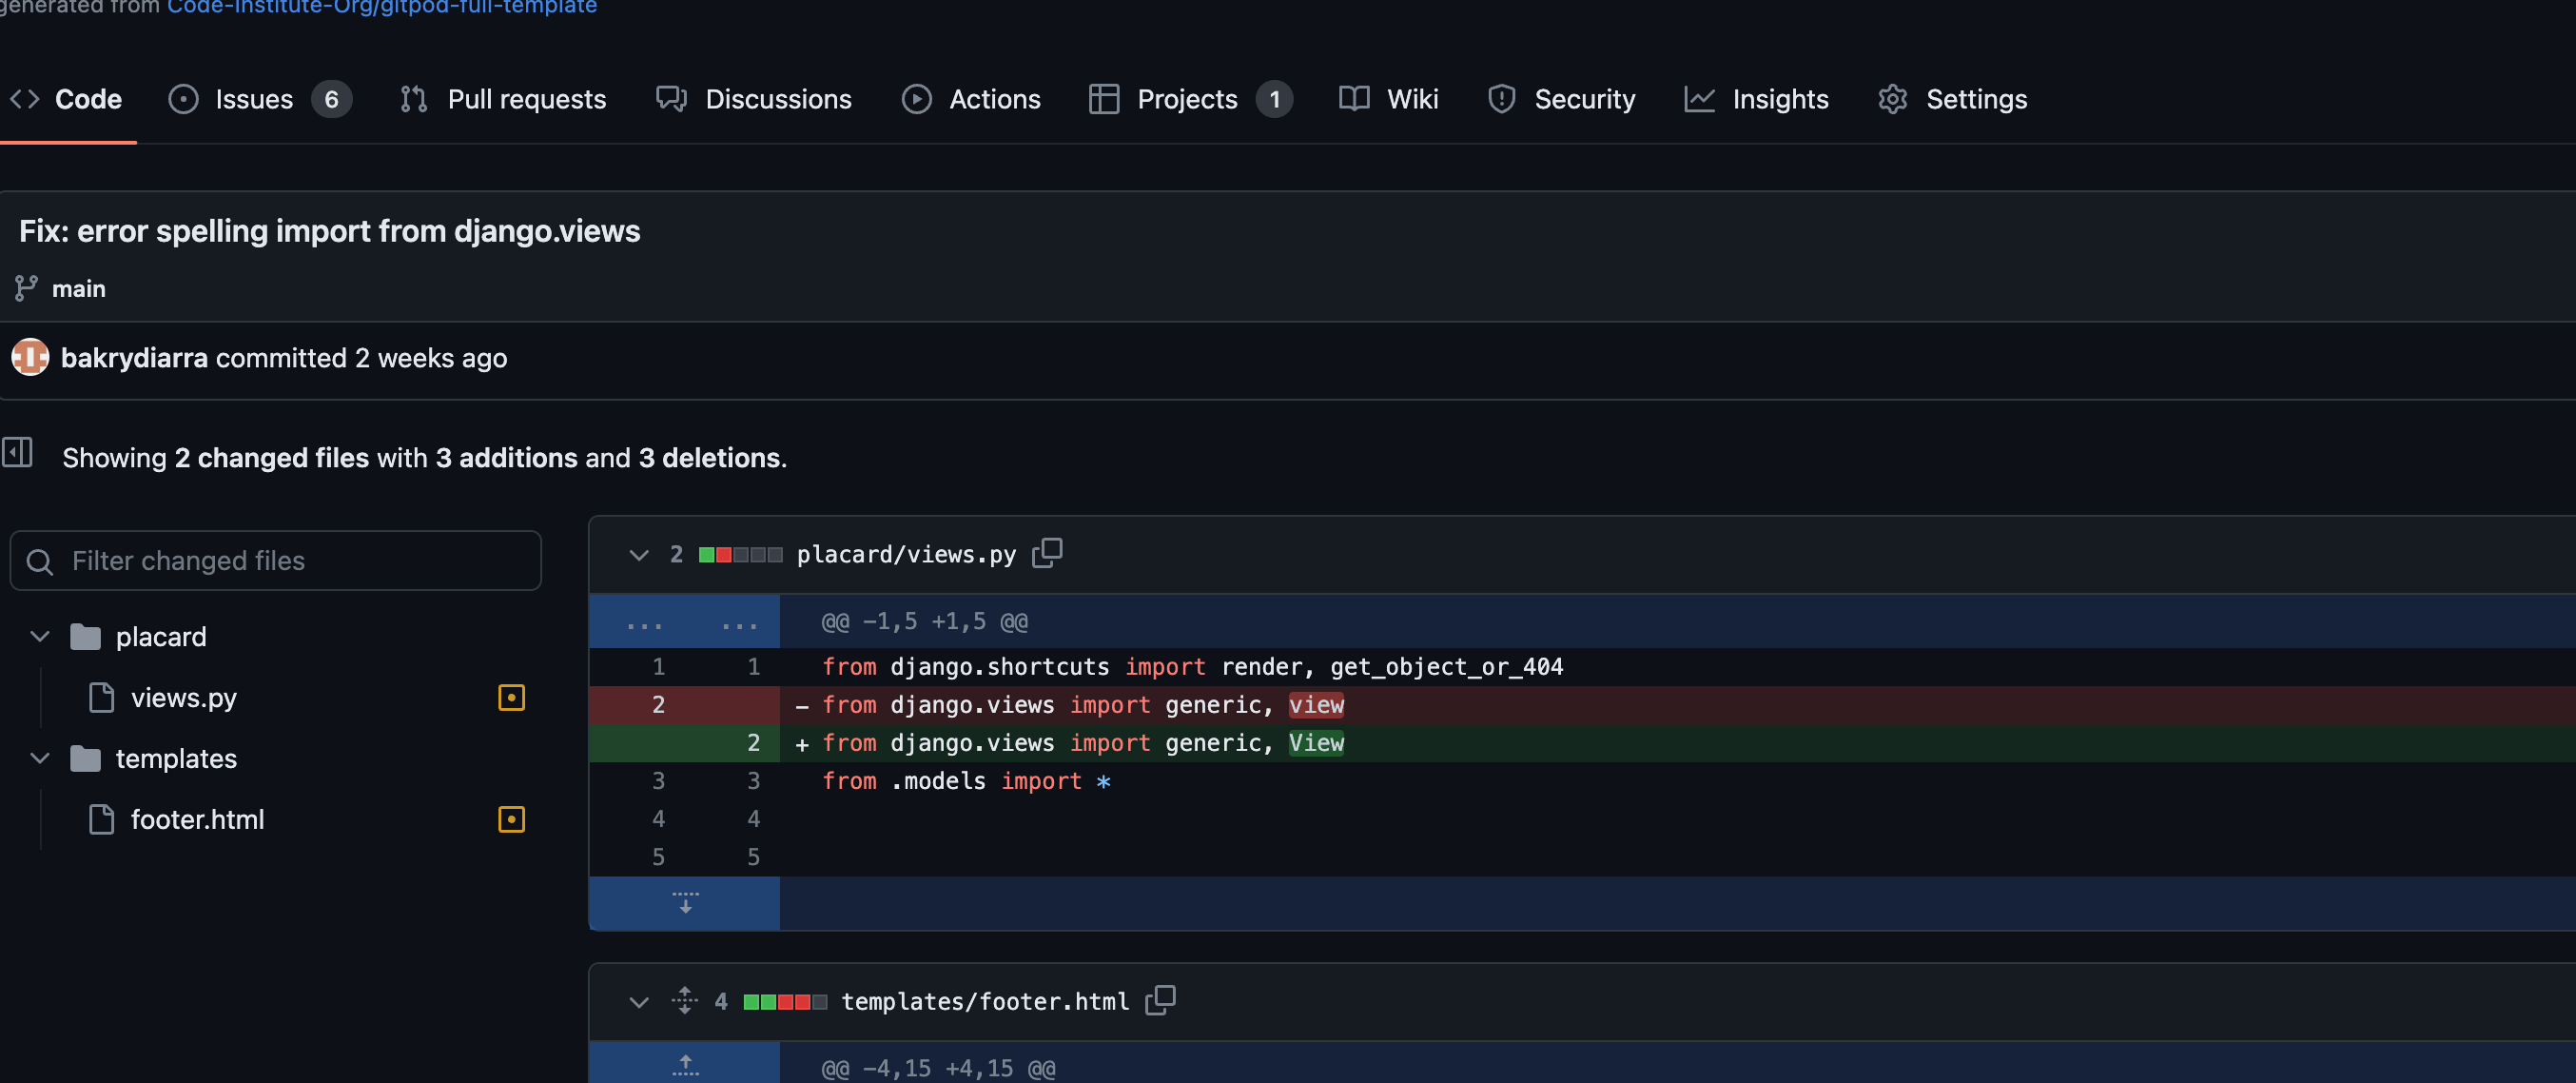 generated from Code-Institute-Org/gitpod-full-template
Code Issues 6 Pull requests Discussions Actions Projects 1 Wiki Security Insights Settings
Fix: error spelling import from django.views
main
bakrydiarra committed 2 weeks ago
Showing 2 changed files with 3 additions and 3 deletions.
Filter changed files
placard
views.py
templates
footer.html
2 placard/views.py
... ... @@ -1,5 +1,5 @@
1 1 from django.shortcuts import render, get_object_or_404
2 - from django.views import generic, view
2 + from django.views import generic, View
3 3 from .models import *
4 4
5 5
4 templates/footer.html
@@ -4,15 +4,15 @@